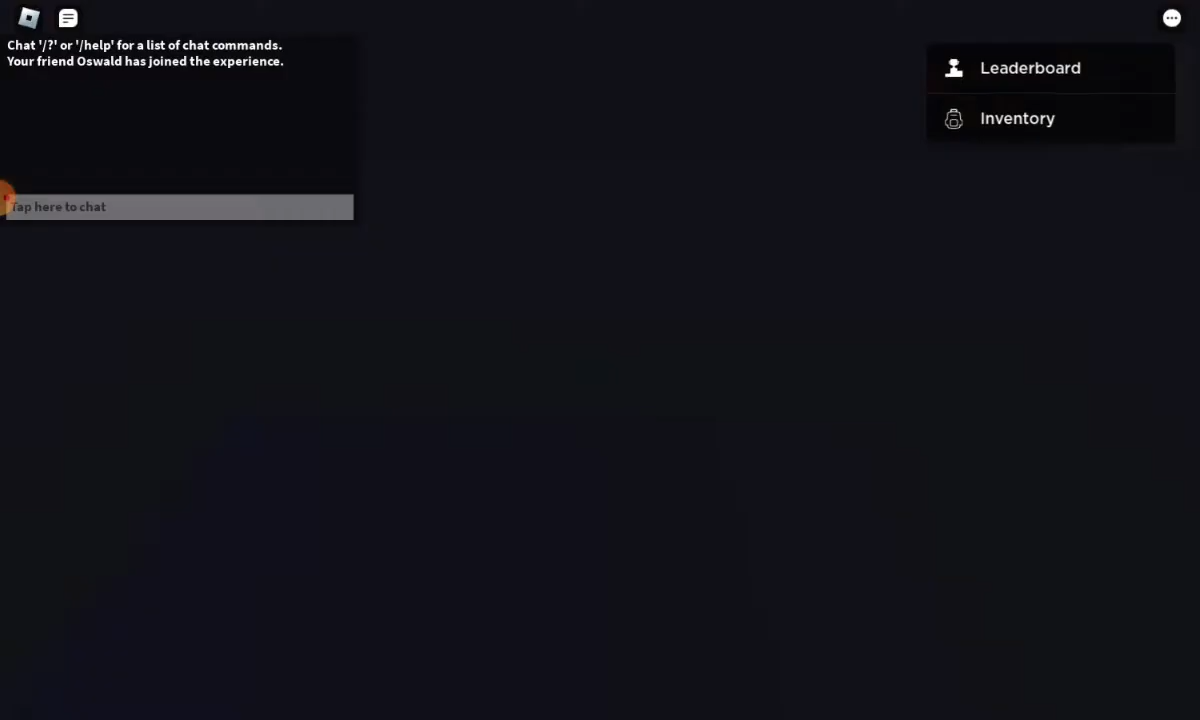 Chat '/?' or '/help' for a list of chat commands.
Your friend Oswald has joined the experience.
Tap here to chat
Leaderboard
Inventory